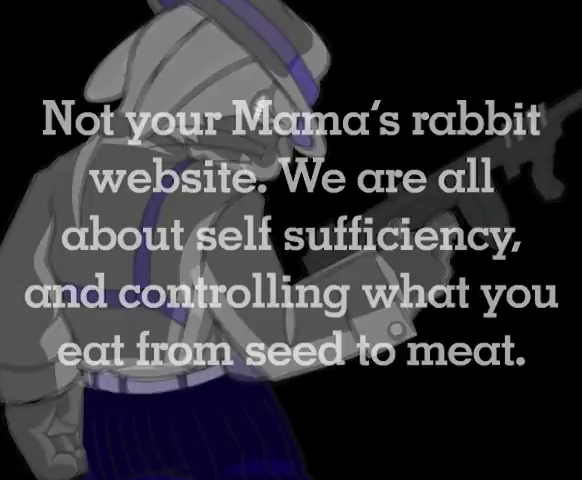 Not your Mama's rabbit
website. We are all
about self sufficiency,
and controlling what you
eat from seed to meat.